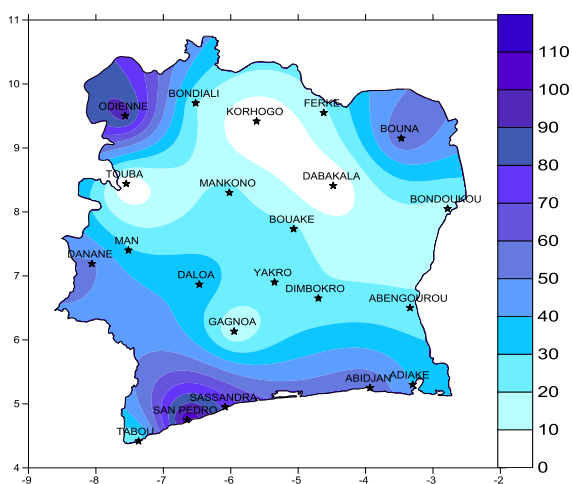 11
110
10
BONDIALI
100
ODIENNE
FERKE
KORHOGO
90
BOUNA
9
80
TOUBA
DABAKALA
MANKONO
70
BONDOUKOU
8
BOUAKE
60
MAN
DANANE
50
DALOA
YAKRO
7
DIMBOKRO
40
ABENGOUROU
GAGNOA
6
30
ABIDJAN
ADIAKE
20
SASSANDRA
5
SAN PEDRO
TABOU
10
4
0
-9 -8 -7 -6 -5 -4 -3 -2